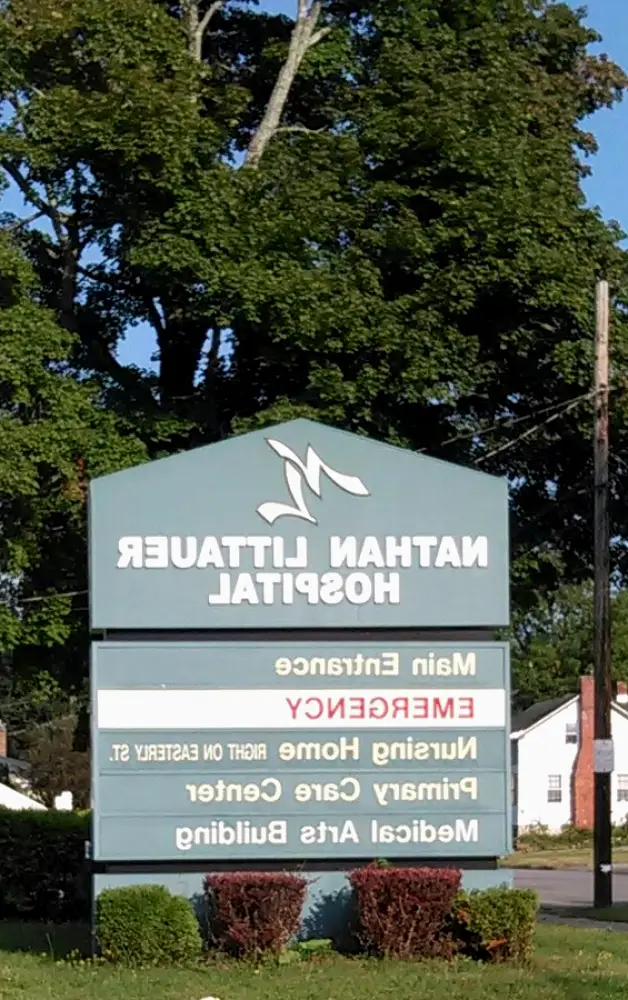 NATHAN LITTAUER
HOSPITAL
Main Entrance
EMERGENCY
Nursing Home RIGHT ON EASTERLY ST.
Primary Care Center
Medical Arts Building